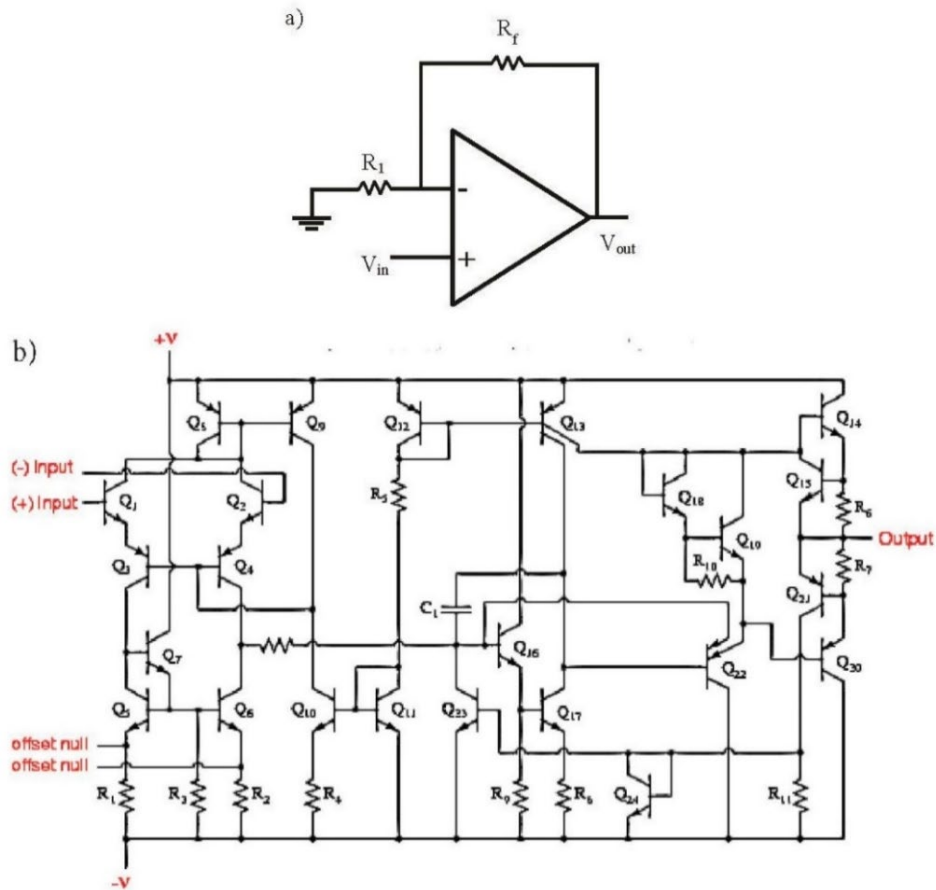 a)
R_f
R_1
-
V_in
+
V_out
b)
+V
Q_8 Q_9 Q_12 Q_13 Q_14
(-) Input
(+) Input
Q_1 Q_2 R_5 Q_18 Q_15 R_6
Q_19 Output
Q_3 Q_4 R_10 R_7
C_1 Q_21
Q_7 Q_16 Q_22 Q_20
Q_5 Q_6 Q_10 Q_11 Q_23 Q_17
offset null
offset null
R_1 R_3 R_2 R_4 R_9 R_8 Q_24 R_11
-V